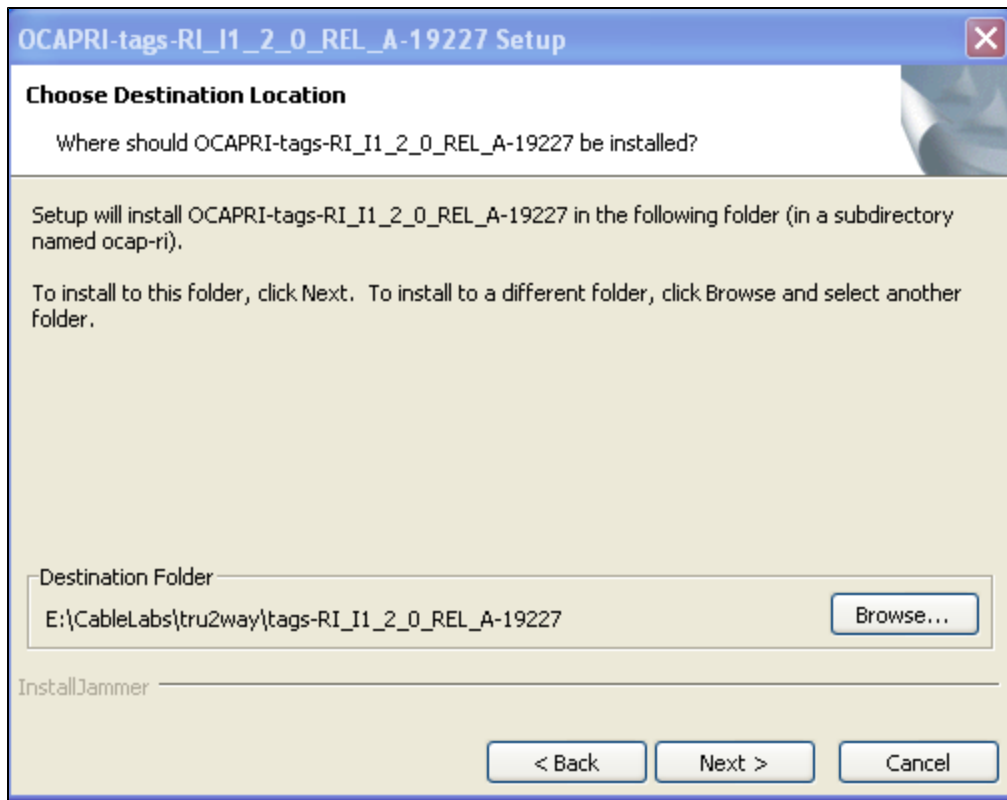 OCAPRI-tags-RI_I1_2_0_REL_A-19227 Setup
Choose Destination Location
Where should OCAPRI-tags-RI_I1_2_0_REL_A-19227 be installed?
Setup will install OCAPRI-tags-RI_I1_2_0_REL_A-19227 in the following folder (in a subdirectory
named ocap-ri).
To install to this folder, click Next.  To install to a different folder, click Browse and select another
folder.
Destination Folder
E:\CableLabs\tru2way\tags-RI_I1_2_0_REL_A-19227
Browse...
InstallJammer
< Back
Next >
Cancel